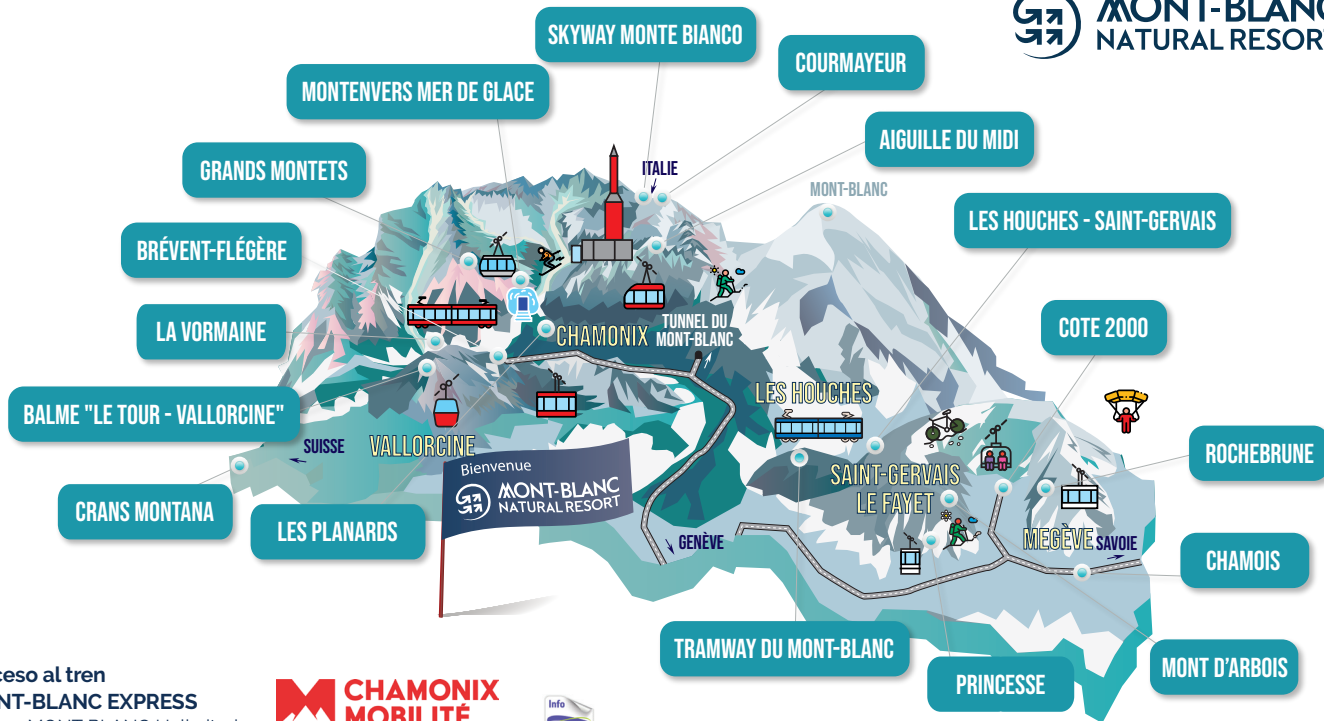 MONT-BLANC
NATURAL RESORT
SKYWAY MONTE BIANCO
COURMAYEUR
MONTENVERS MER DE GLACE
AIGUILLE DU MIDI
GRANDS MONTETS
ITALIE
MONT-BLANC
LES HOUCHES - SAINT-GERVAIS
BRÉVENT-FLÉGÈRE
LA VORMAINE
CHAMONIX
TUNNEL DU
MONT-BLANC
COTE 2000
BALME "LE TOUR - VALLORCINE"
LES HOUCHES
SUISSE
VALLORCINE
ROCHEBRUNE
Bienvenue
MONT-BLANC
NATURAL RESORT
SAINT-GERVAIS
LE FAYET
CRANS MONTANA
LES PLANARDS
GENÈVE
MEGÈVE
SAVOIE
CHAMOIS
TRAMWAY DU MONT-BLANC
MONT D'ARBOIS
PRINCESSE
ceso al tren
NT-BLANC EXPRESS
CHAMONIX
MOBILITÉ
Info